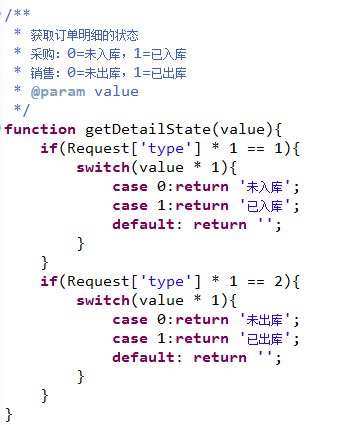 /**
 * 获取订单明细的状态
 * 采购：0=未入库，1=已入库
 * 销售：0=未出库，1=已出库
 * @param value
 */
function getDetailState(value){
    if(Request['type'] * 1 == 1){
        switch(value * 1){
            case 0:return '未入库';
            case 1:return '已入库';
            default: return '';
        }
    }
    if(Request['type'] * 1 == 2){
        switch(value * 1){
            case 0:return '未出库';
            case 1:return '已出库';
            default: return '';
        }
    }
}